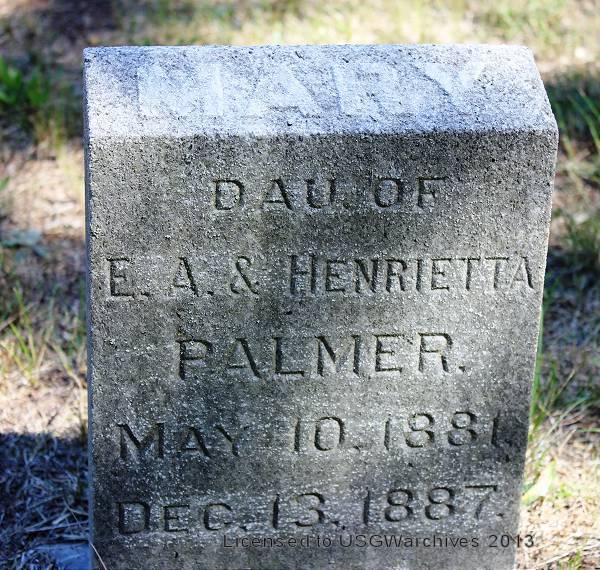 MARY
DAU. OF
E. A. & HENRIETTA
PALMER.
MAY 10. 1881
DEC. 13. 1887.
Licensed to USGWarchives 2013